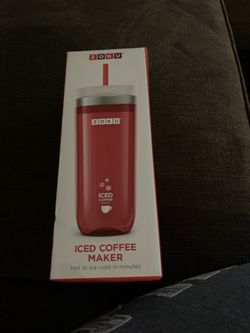 ZOKU
ZOKU
ICED
COFFEE
ICED COFFEE
MAKER
Hot to ice-cold in minutes